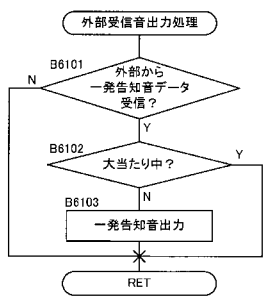 外部受信音出力処理
B6101
N
外部から
一発告知音データ
受信？
Y
B6102
大当たり中？
Y
N
B6103
一発告知音出力
RET